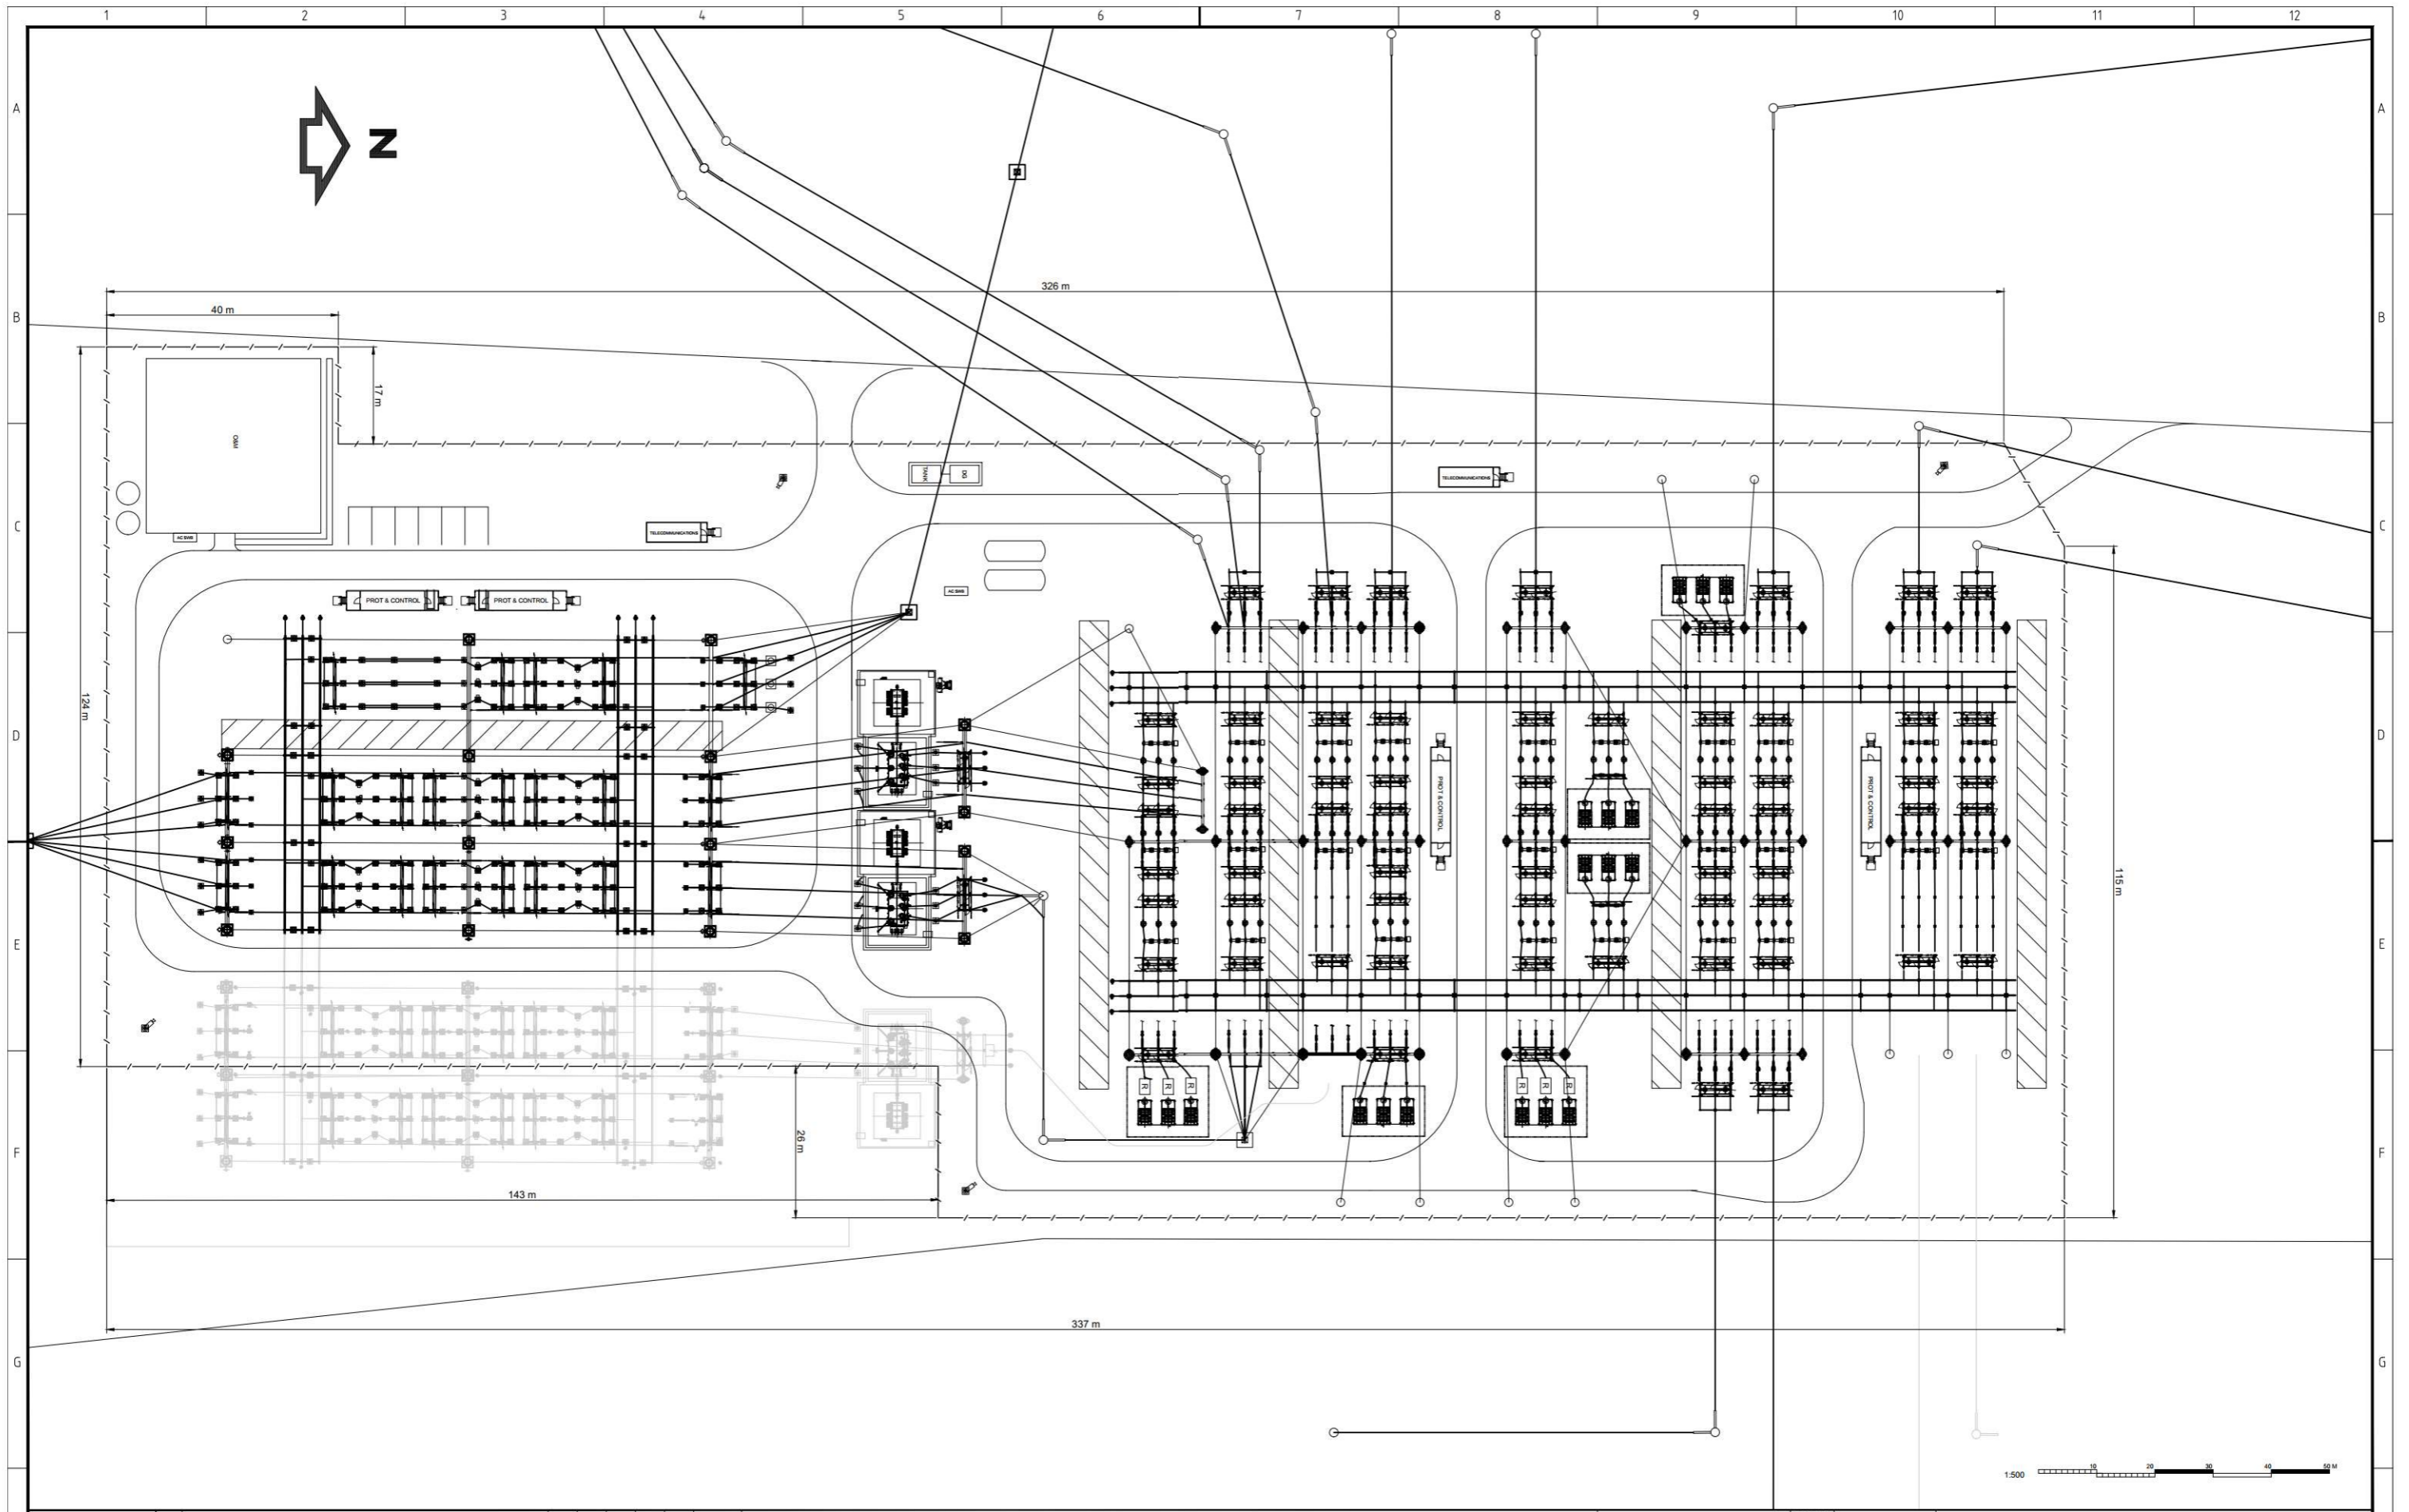 1 2 3 4 5 6 7 8 9 10 11 12
A A
N
326 m
B 40 m B
17 m
O&M
TANK DG
TELECOMMUNICATIONS
C C
AC SWB
TELECOMMUNICATIONS
AC SWB
PROT & CONTROL PROT & CONTROL
124 m
D D
PROT & CONTROL
PROT & CONTROL
115 m
E E
R R R
R R R
26 m
F F
143 m
337 m
G G
1:500 10 20 30 40 50 M